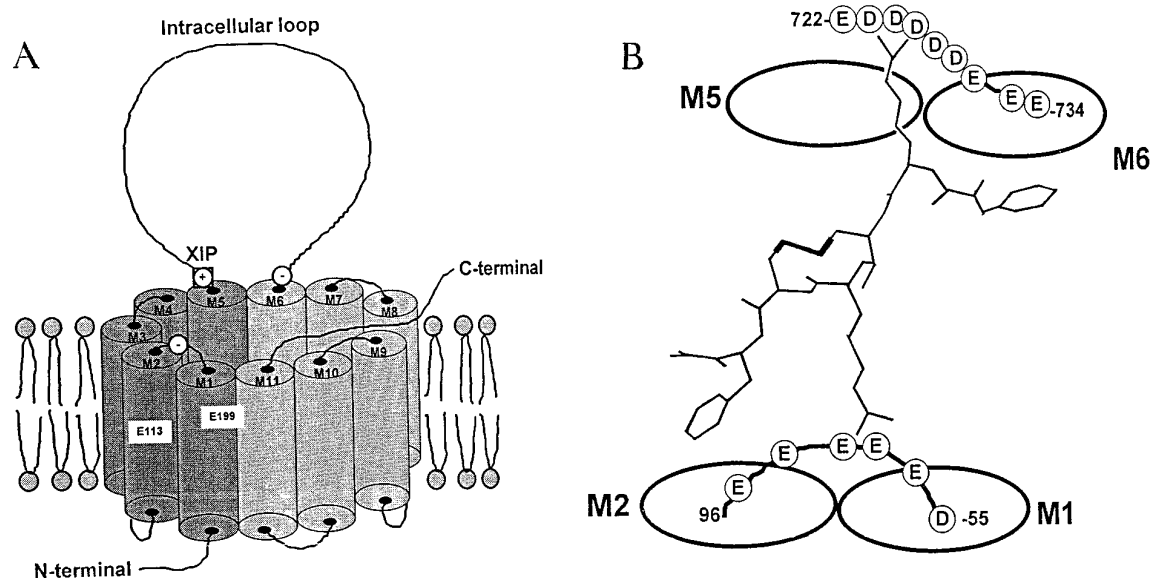 A
Intracellular loop
XIP
+
-
C-terminal
M4
M5
M6
M7
M8
M3
M2
-
M1
M11
M10
M9
E113
E199
N-terminal
B
722-E D D D D D E E E-734
M5
M6
M2
M1
E E E E E D -55
96